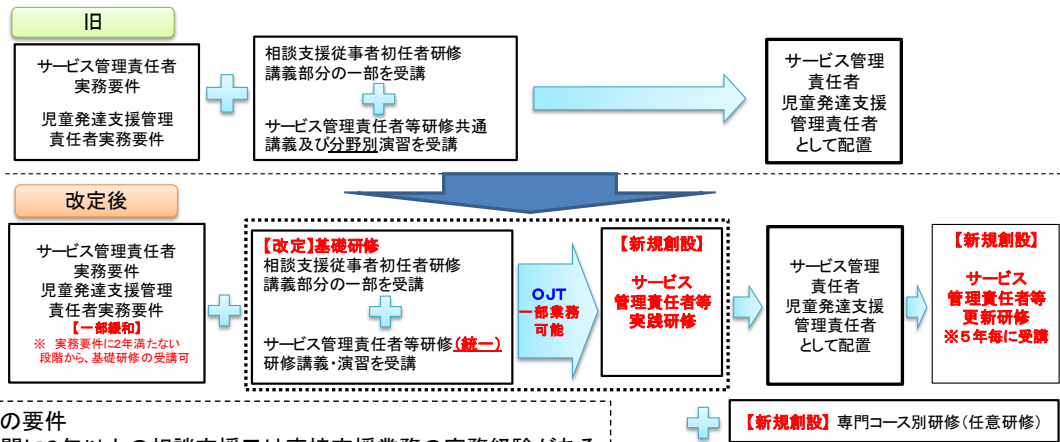 旧
サービス管理責任者
実務要件
児童発達支援管理
責任者実務要件
相談支援従事者初任者研修
講義部分の一部を受講
サービス管理責任者等研修共通
講義及び分野別演習を受講
サービス管理
責任者
児童発達支援
管理責任者
として配置
改定後
サービス管理責任者
実務要件
児童発達支援管理
責任者実務要件
【一部緩和】
※ 実務要件に2年満たない
段階から、基礎研修の受講可
【改定】基礎研修
相談支援従事者初任者研修
講義部分の一部を受講
サービス管理責任者等研修(統一)
研修講義・演習を受講
OJT
一部業務
可能
【新規創設】
サービス
管理責任者等
実践研修
サービス管理
責任者
児童発達支援
管理責任者
として配置
【新規創設】
サービス
管理責任者等
更新研修
※5年毎に受講
の要件
【新規創設】 専門コース別研修(任意研修)